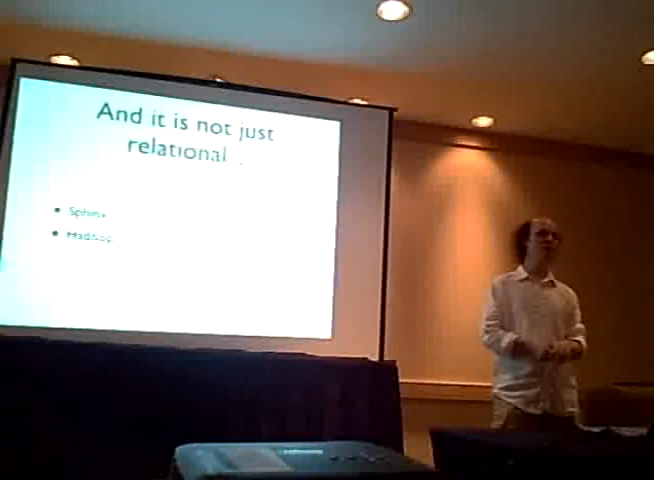 And it is not just
relational ..
• Sphinx
• Hadoop